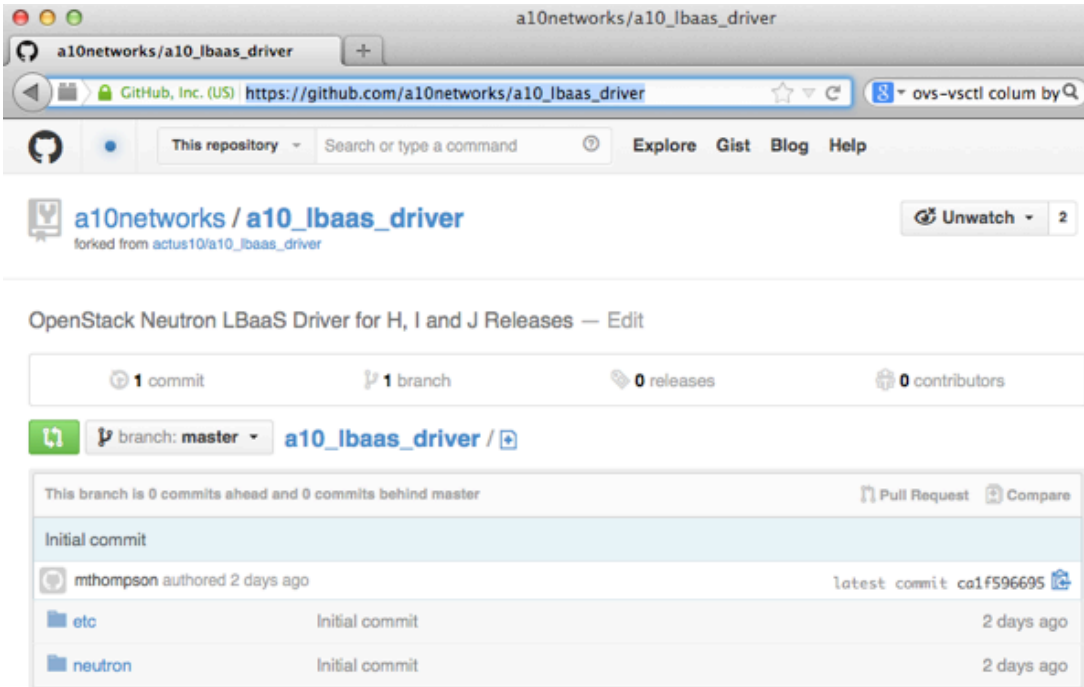 a10networks/a10_lbaas_driver
a10networks/a10_lbaas_driver
GitHub, Inc. (US) https://github.com/a10networks/a10_lbaas_driver ovs-vsctl colum by
This repository Search or type a command Explore Gist Blog Help
a10networks / a10_lbaas_driver Unwatch 2
forked from actus10/a10_lbaas_driver
OpenStack Neutron LBaaS Driver for H, I and J Releases — Edit
1 commit 1 branch 0 releases 0 contributors
branch: master a10_lbaas_driver /
This branch is 0 commits ahead and 0 commits behind master Pull Request Compare
Initial commit
mthompson authored 2 days ago latest commit ca1f596695
etc Initial commit 2 days ago
neutron Initial commit 2 days ago